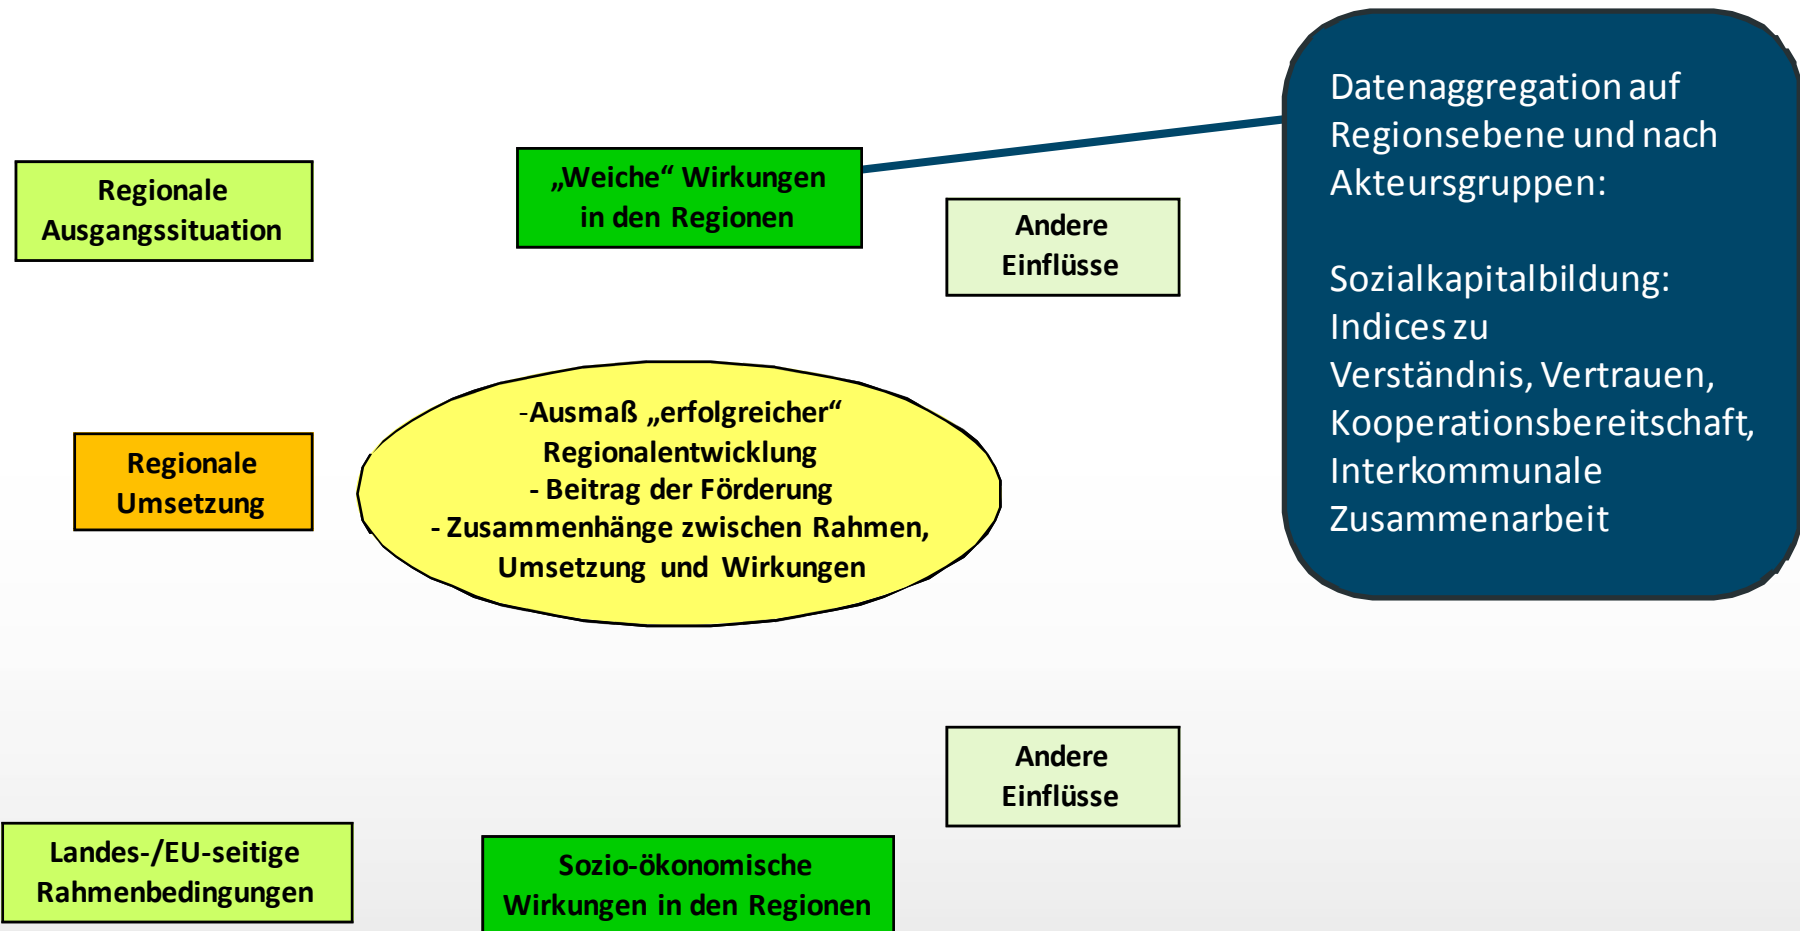 Regionale
Ausgangssituation
„Weiche“ Wirkungen
in den Regionen
Andere
Einflüsse
Datenaggregation auf
Regionsebene und nach
Akteursgruppen:
Sozialkapitalbildung:
Indices zu
Verständnis, Vertrauen,
Kooperationsbereitschaft,
Interkommunale
Zusammenarbeit
Regionale
Umsetzung
-Ausmaß „erfolgreicher“
Regionalentwicklung
- Beitrag der Förderung
- Zusammenhänge zwischen Rahmen,
Umsetzung und Wirkungen
Andere
Einflüsse
Landes-/EU-seitige
Rahmenbedingungen
Sozio-ökonomische
Wirkungen in den Regionen